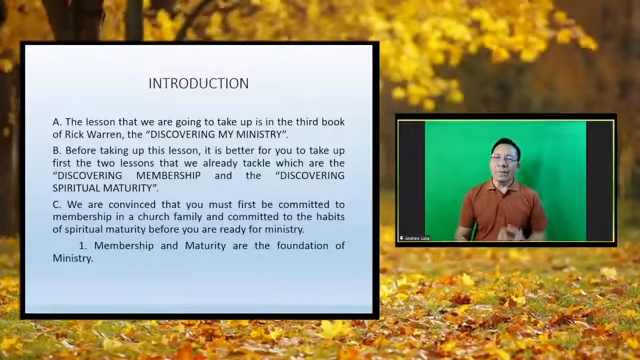 INTRODUCTION
A. The lesson that we are going to take up is in the third book
of Rick Warren, the “DISCOVERING MY MINISTRY”.
B. Before taking up this lesson, it is better for you to take up
first the two lessons that we already tackle which are the
“DISCOVERING MEMBERSHIP and the “DISCOVERING
SPIRITUAL MATURITY”.
C. We are convinced that you must first be committed to
membership in a church family and committed to the habits
of spiritual maturity before you are ready for ministry.
1. Membership and Maturity are the foundation of
Ministry.
Andrew Liza